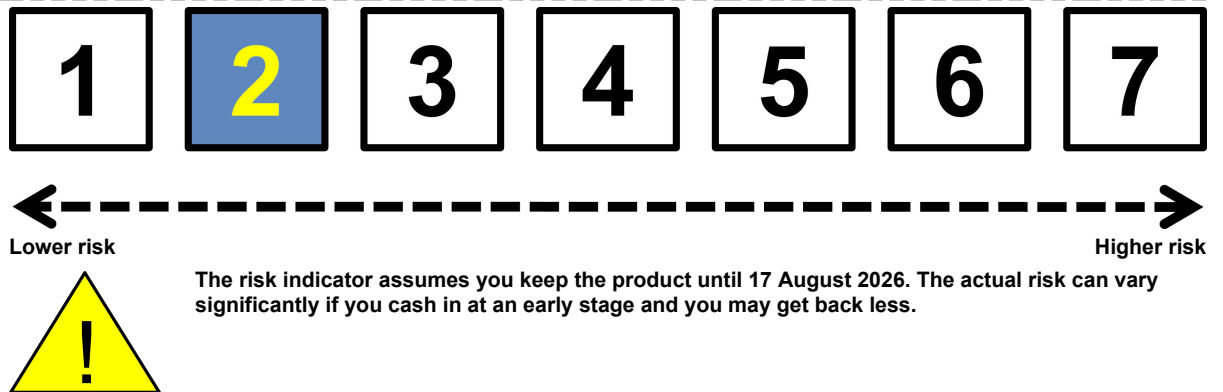 1 2 3 4 5 6 7
Lower risk Higher risk
The risk indicator assumes you keep the product until 17 August 2026. The actual risk can vary
significantly if you cash in at an early stage and you may get back less.
!